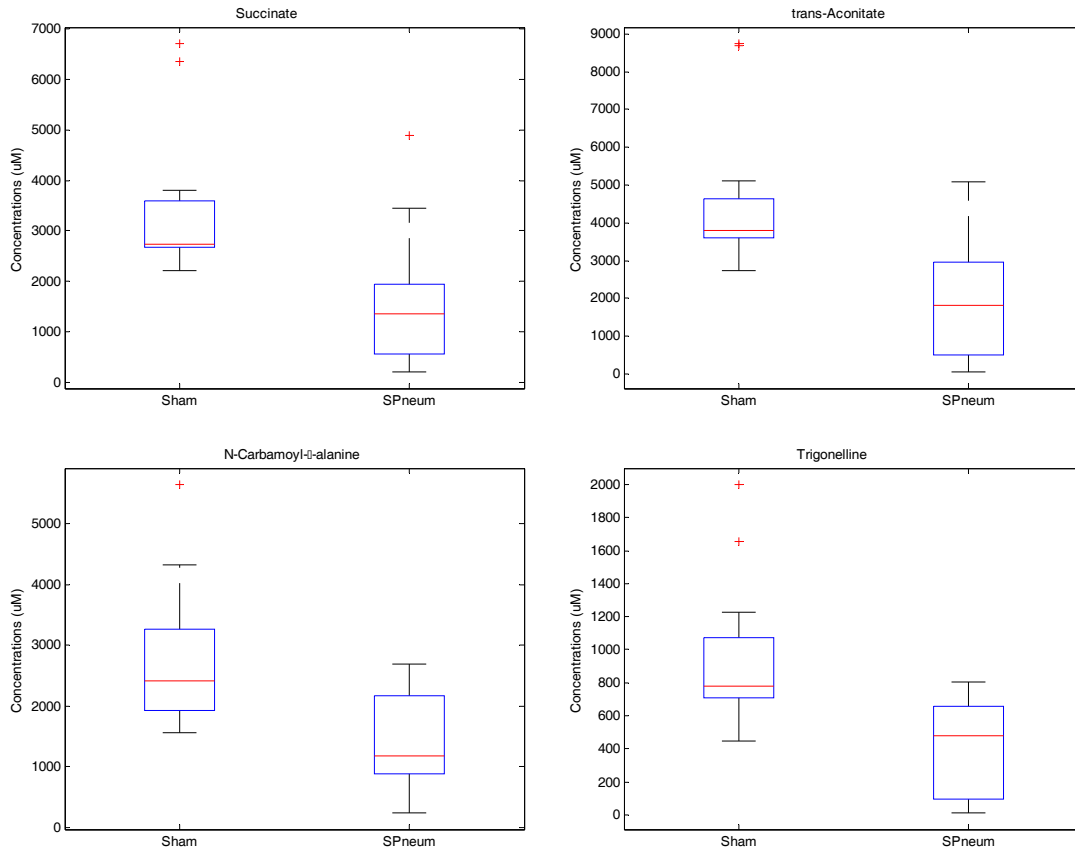 Succinate
Concentrations (uM)
7000
6000
5000
4000
3000
2000
1000
0
Sham
SPneum
trans-Aconitate
Concentrations (uM)
9000
8000
7000
6000
5000
4000
3000
2000
1000
0
Sham
SPneum
N-Carbamoyl-▯-alanine
Concentrations (uM)
5000
4000
3000
2000
1000
0
Sham
SPneum
Trigonelline
Concentrations (uM)
2000
1800
1600
1400
1200
1000
800
600
400
200
0
Sham
SPneum